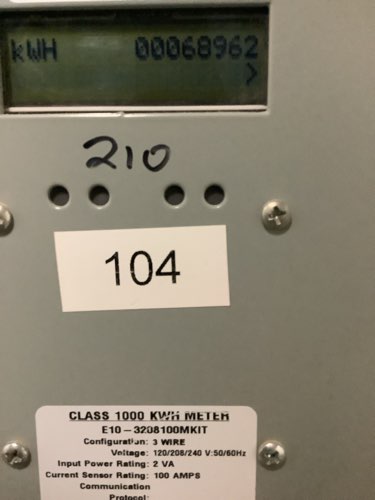 kWH 00068962
>
210
104
CLASS 1000 KWH METER
E10-3208100MKIT
Configuration: 3 WIRE
Voltage: 120/208/240 V:50/60Hz
Input Power Rating: 2 VA
Current Sensor Rating: 100 AMPS
Communication
Protocol: